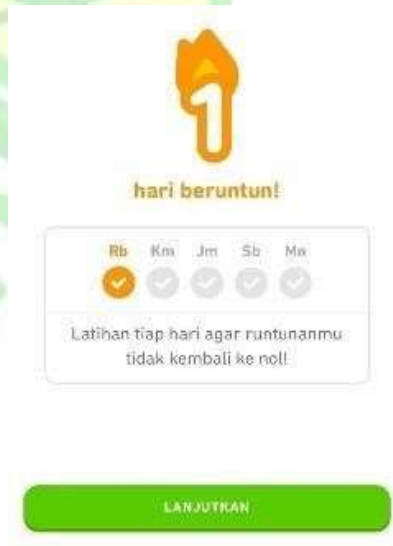 1
hari beruntun!
Rb Km Jm Sb Mn
Latihan tiap hari agar runtunanmu
tidak kembali ke nol!
LANJUTKAN